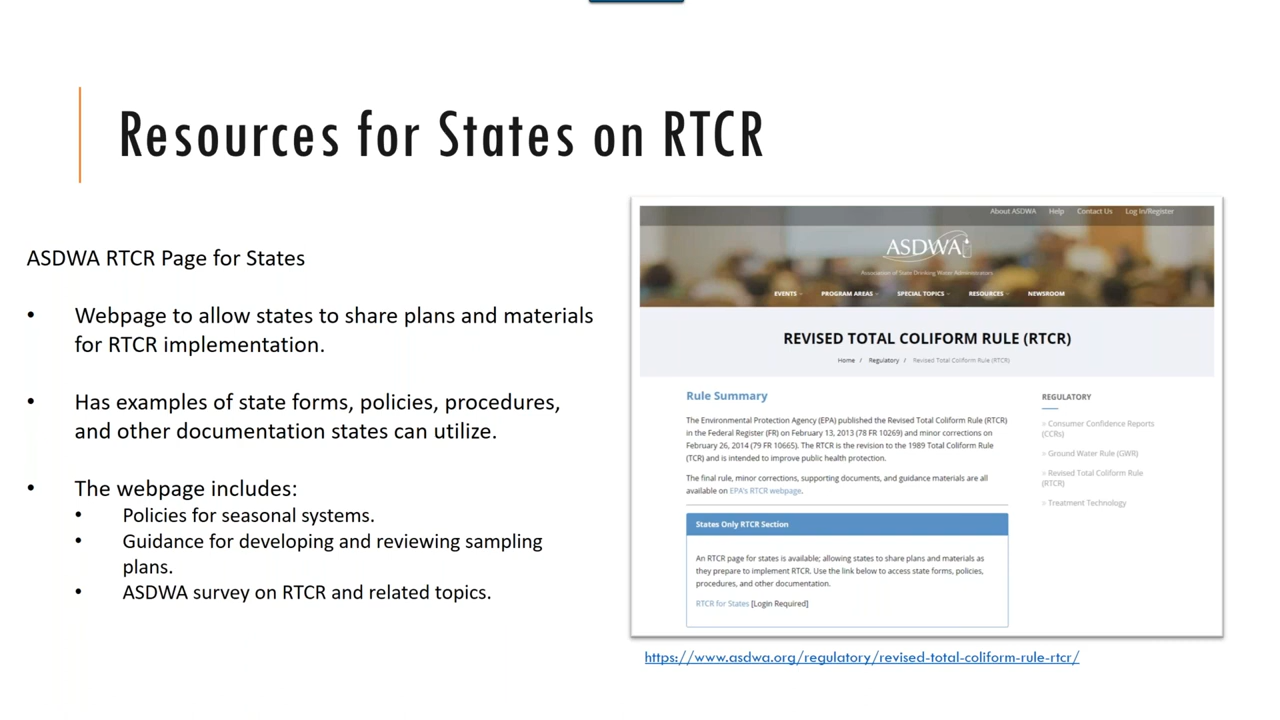 Resources for States on RTCR
ASDWA RTCR Page for States
• Webpage to allow states to share plans and materials
for RTCR implementation.
• Has examples of state forms, policies, procedures,
and other documentation states can utilize.
• The webpage includes:
• Policies for seasonal systems.
• Guidance for developing and reviewing sampling
plans.
• ASDWA survey on RTCR and related topics.
About ASDWA Help Contact Us Log In/Register
ASDWA
Association of State Drinking Water Administrators
EVENTS PROGRAM AREAS SPECIAL TOPICS RESOURCES NEWSROOM
REVISED TOTAL COLIFORM RULE (RTCR)
Home / Regulatory / Revised Total Coliform Rule (RTCR)
Rule Summary
The Environmental Protection Agency (EPA) published the Revised Total Coliform Rule (RTCR)
in the Federal Register (FR) on February 13, 2013 (78 FR 10269) and minor corrections on
February 26, 2014 (79 FR 10665). The RTCR is the revision to the 1989 Total Coliform Rule
(TCR) and is intended to improve public health protection.
The final rule, minor corrections, supporting documents, and guidance materials are all
available on EPA's RTCR webpage.
States Only RTCR Section
An RTCR page for states is available; allowing states to share plans and materials as
they prepare to implement RTCR. Use the link below to access state forms, policies,
procedures, and other documentation.
RTCR for States [Login Required]
REGULATORY
» Consumer Confidence Reports
(CCRs)
» Ground Water Rule (GWR)
» Revised Total Coliform Rule
(RTCR)
» Treatment Technology
https://www.asdwa.org/regulatory/revised-total-coliform-rule-rtcr/